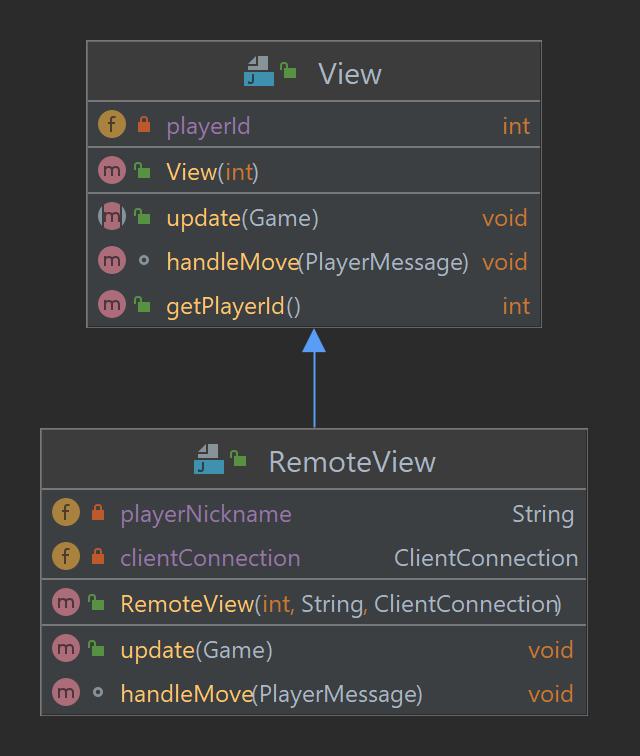 View
f playerId int
m View(int)
m update(Game) void
m handleMove(PlayerMessage) void
m getPlayerId() int
RemoteView
f playerNickname String
f clientConnection ClientConnection
m RemoteView(int, String, ClientConnection)
m update(Game) void
m handleMove(PlayerMessage) void